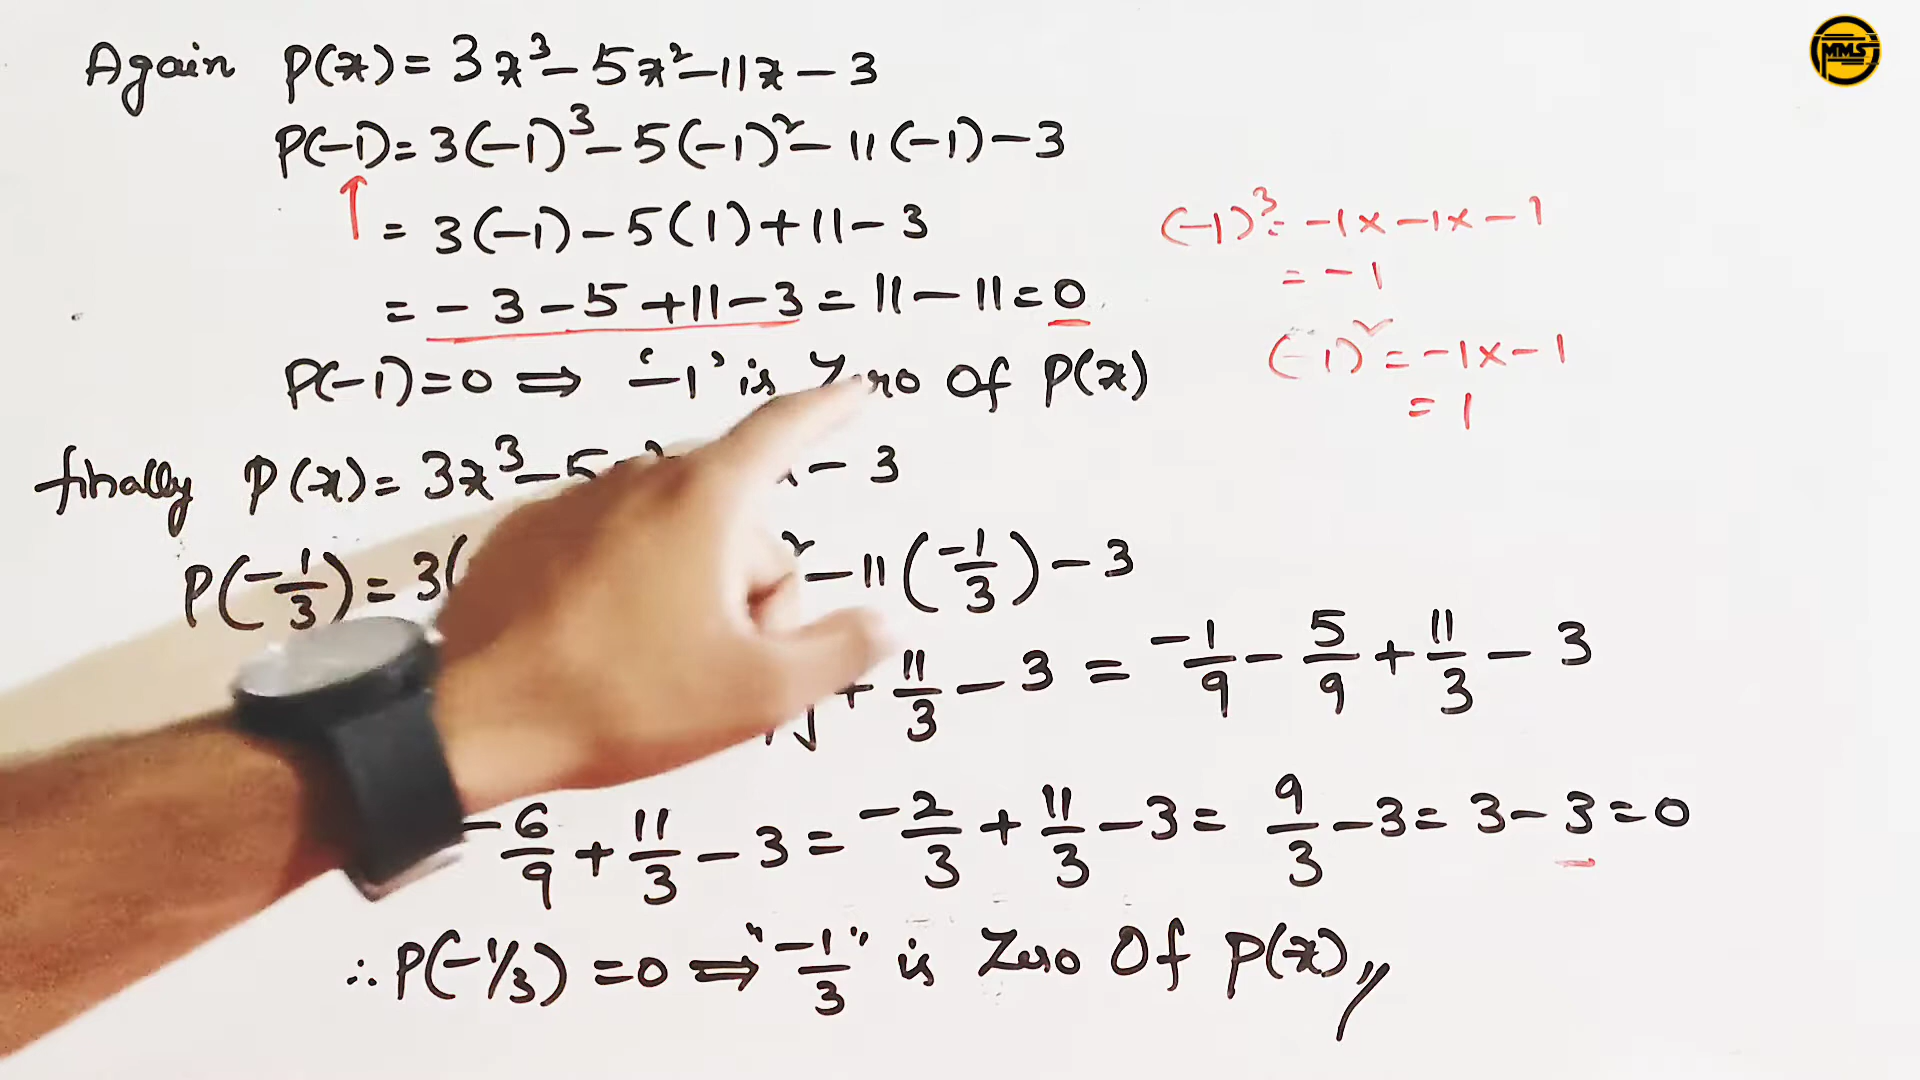 MMS
Again P(x) = 3x³ - 5x² - 11x - 3
P(-1) = 3(-1)³ - 5(-1)² - 11(-1) - 3
= 3(-1) - 5(1) + 11 - 3
(-1)³ = -1 x -1 x -1
= -1
= -3 - 5 + 11 - 3 = 11 - 11 = 0
(-1)² = -1 x -1
= 1
P(-1) = 0 ⇒ '-1' is Zero Of P(x)
finally P(x) = 3x³ - 5 - 3
P(-1/3) = 3( ² - 11(-1/3) - 3
+ 11/3 - 3 = -1/9 - 5/9 + 11/3 - 3
-6/9 + 11/3 - 3 = -2/3 + 11/3 - 3 = 9/3 - 3 = 3 - 3 = 0
∴ P(-1/3) = 0 ⇒ "-1/3" is Zero Of P(x)//